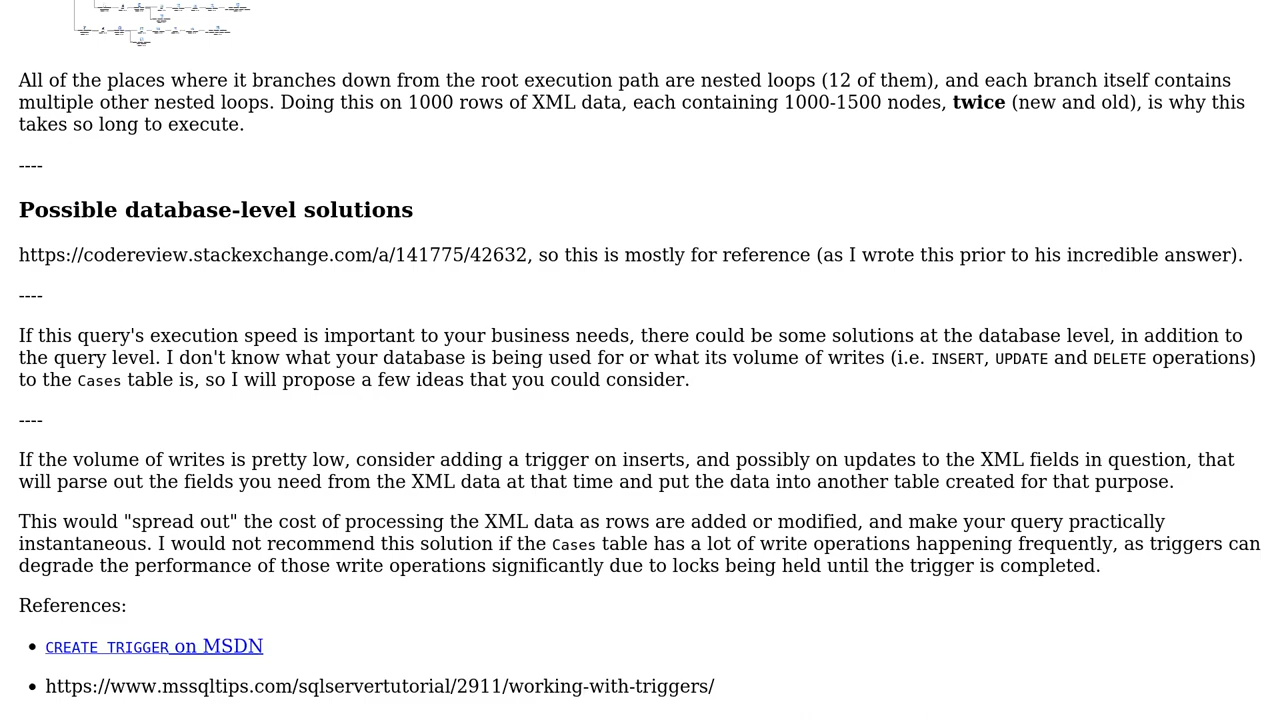 All of the places where it branches down from the root execution path are nested loops (12 of them), and each branch itself contains
multiple other nested loops. Doing this on 1000 rows of XML data, each containing 1000-1500 nodes, twice (new and old), is why this
takes so long to execute.
----
Possible database-level solutions
https://codereview.stackexchange.com/a/141775/42632, so this is mostly for reference (as I wrote this prior to his incredible answer).
----
If this query's execution speed is important to your business needs, there could be some solutions at the database level, in addition to
the query level. I don't know what your database is being used for or what its volume of writes (i.e. INSERT, UPDATE and DELETE operations)
to the Cases table is, so I will propose a few ideas that you could consider.
----
If the volume of writes is pretty low, consider adding a trigger on inserts, and possibly on updates to the XML fields in question, that
will parse out the fields you need from the XML data at that time and put the data into another table created for that purpose.
This would "spread out" the cost of processing the XML data as rows are added or modified, and make your query practically
instantaneous. I would not recommend this solution if the Cases table has a lot of write operations happening frequently, as triggers can
degrade the performance of those write operations significantly due to locks being held until the trigger is completed.
References:
• CREATE TRIGGER on MSDN
• https://www.mssqltips.com/sqlservertutorial/2911/working-with-triggers/